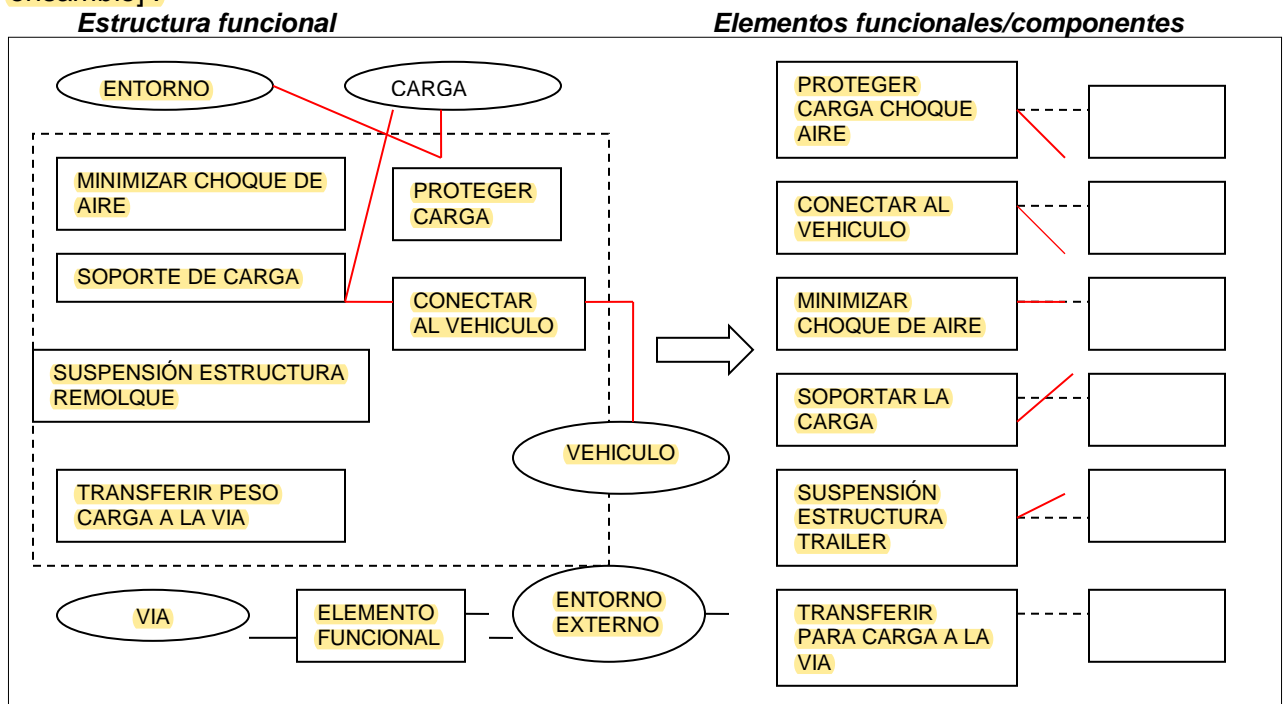 ensamble] .
Estructura funcional
Elementos funcionales/componentes
ENTORNO
CARGA
MINIMIZAR CHOQUE DE
AIRE
PROTEGER
CARGA
SOPORTE DE CARGA
CONECTAR
AL VEHICULO
SUSPENSIÓN ESTRUCTURA
REMOLQUE
VEHICULO
TRANSFERIR PESO
CARGA A LA VIA
VIA
ELEMENTO
FUNCIONAL
ENTORNO
EXTERNO
PROTEGER
CARGA CHOQUE
AIRE
CONECTAR AL
VEHICULO
MINIMIZAR
CHOQUE DE AIRE
SOPORTAR LA
CARGA
SUSPENSIÓN
ESTRUCTURA
TRAILER
TRANSFERIR
PARA CARGA A LA
VIA